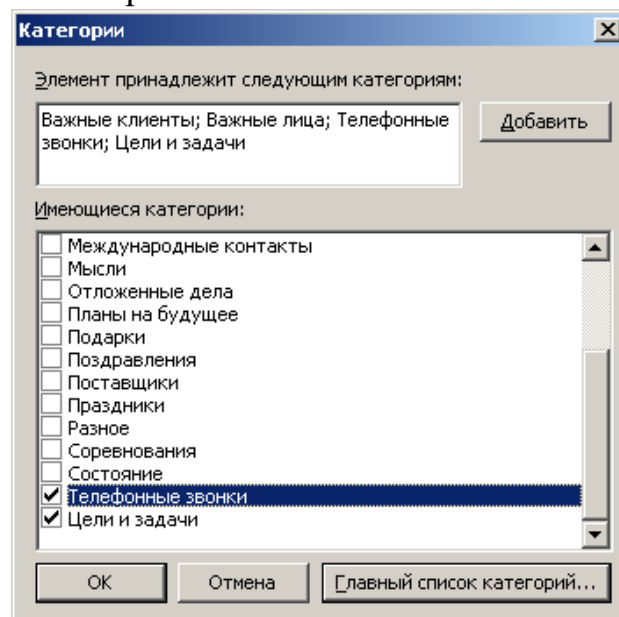 Категории
Элемент принадлежит следующим категориям:
Важные клиенты; Важные лица; Телефонные
звонки; Цели и задачи
Добавить
Имеющиеся категории:
Международные контакты
Мысли
Отложенные дела
Планы на будущее
Подарки
Поздравления
Поставщики
Праздники
Разное
Соревнования
Состояние
Телефонные звонки
Цели и задачи
ОК
Отмена
Главный список категорий...